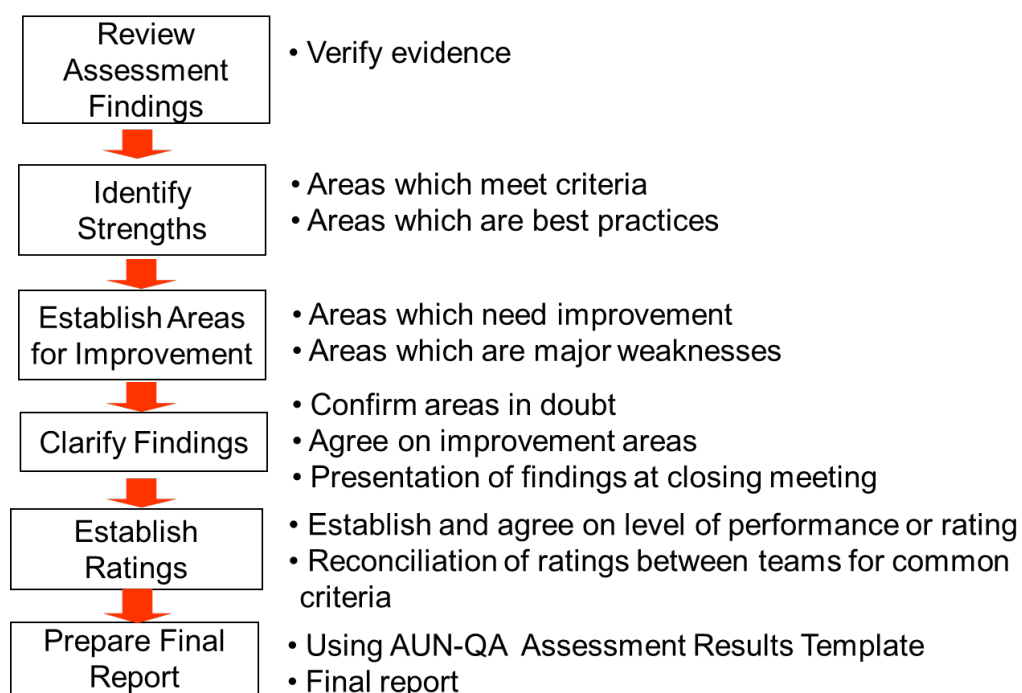 Review
Assessment
Findings
• Verify evidence
Identify
Strengths
• Areas which meet criteria
• Areas which are best practices
Establish Areas
for Improvement
• Areas which need improvement
• Areas which are major weaknesses
Clarify Findings
• Confirm areas in doubt
• Agree on improvement areas
• Presentation of findings at closing meeting
Establish
Ratings
• Establish and agree on level of performance or rating
• Reconciliation of ratings between teams for common
criteria
Prepare Final
Report
• Using AUN-QA Assessment Results Template
• Final report